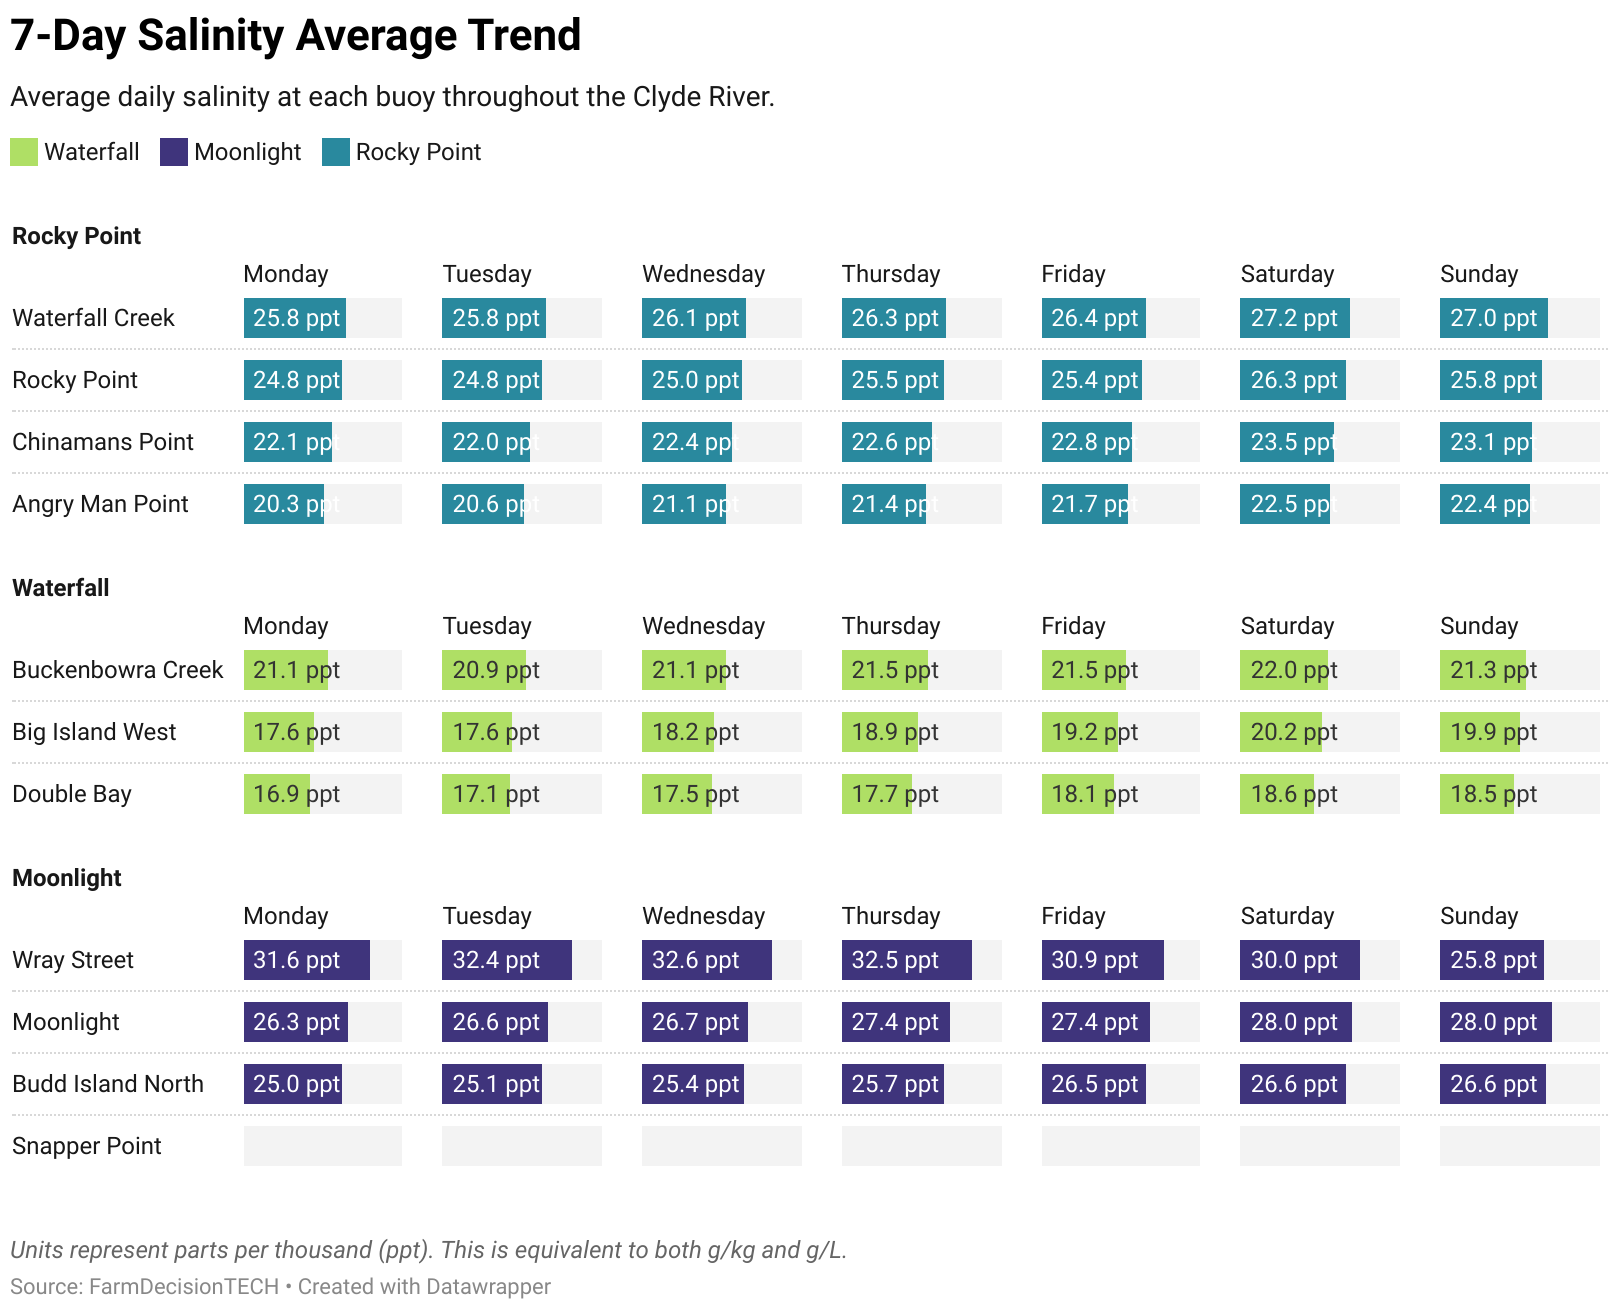 7-Day Salinity Average Trend
Average daily salinity at each buoy throughout the Clyde River.
Waterfall Moonlight Rocky Point
Rocky Point
Monday Tuesday Wednesday Thursday Friday Saturday Sunday
Waterfall Creek 25.8 ppt 25.8 ppt 26.1 ppt 26.3 ppt 26.4 ppt 27.2 ppt 27.0 ppt
Rocky Point 24.8 ppt 24.8 ppt 25.0 ppt 25.5 ppt 25.4 ppt 26.3 ppt 25.8 ppt
Chinamans Point 22.1 ppt 22.0 ppt 22.4 ppt 22.6 ppt 22.8 ppt 23.5 ppt 23.1 ppt
Angry Man Point 20.3 ppt 20.6 ppt 21.1 ppt 21.4 ppt 21.7 ppt 22.5 ppt 22.4 ppt
Waterfall
Monday Tuesday Wednesday Thursday Friday Saturday Sunday
Buckenbowra Creek 21.1 ppt 20.9 ppt 21.1 ppt 21.5 ppt 21.5 ppt 22.0 ppt 21.3 ppt
Big Island West 17.6 ppt 17.6 ppt 18.2 ppt 18.9 ppt 19.2 ppt 20.2 ppt 19.9 ppt
Double Bay 16.9 ppt 17.1 ppt 17.5 ppt 17.7 ppt 18.1 ppt 18.6 ppt 18.5 ppt
Moonlight
Monday Tuesday Wednesday Thursday Friday Saturday Sunday
Wray Street 31.6 ppt 32.4 ppt 32.6 ppt 32.5 ppt 30.9 ppt 30.0 ppt 25.8 ppt
Moonlight 26.3 ppt 26.6 ppt 26.7 ppt 27.4 ppt 27.4 ppt 28.0 ppt 28.0 ppt
Budd Island North 25.0 ppt 25.1 ppt 25.4 ppt 25.7 ppt 26.5 ppt 26.6 ppt 26.6 ppt
Snapper Point
Units represent parts per thousand (ppt). This is equivalent to both g/kg and g/L.
Source: FarmDecisionTECH • Created with Datawrapper